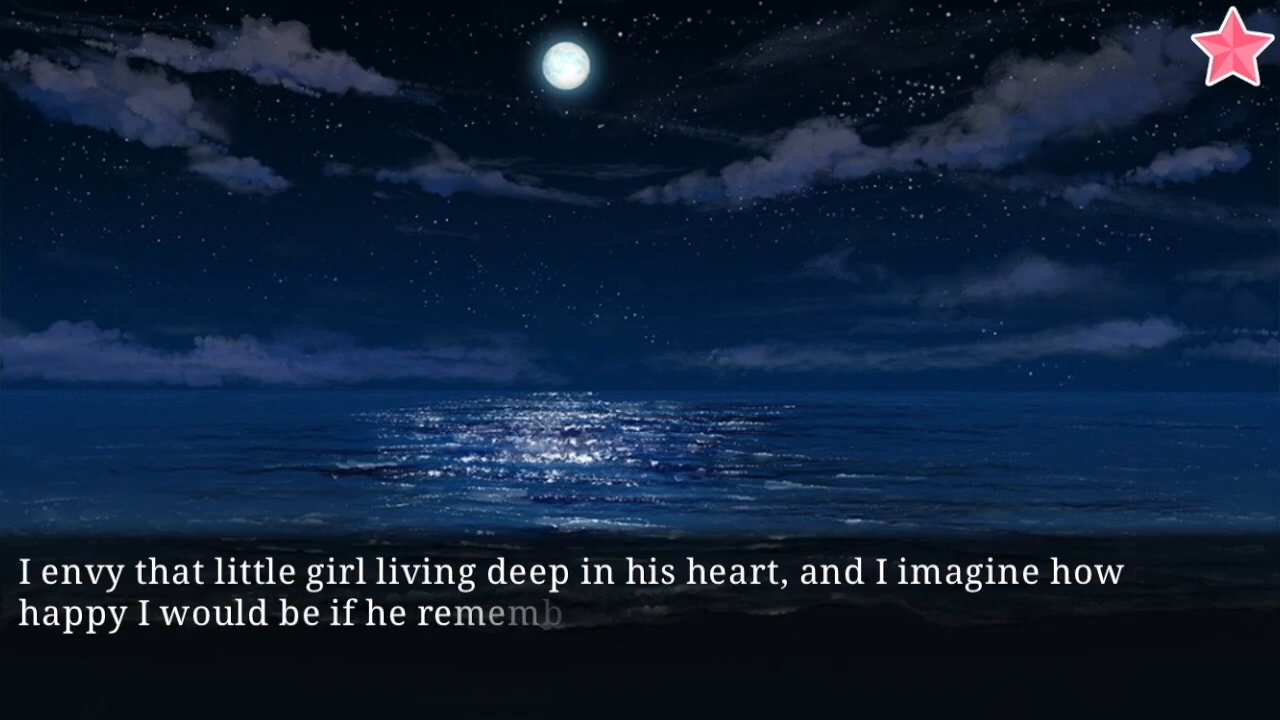 I envy that little girl living deep in his heart, and I imagine how
happy I would be if he rememb